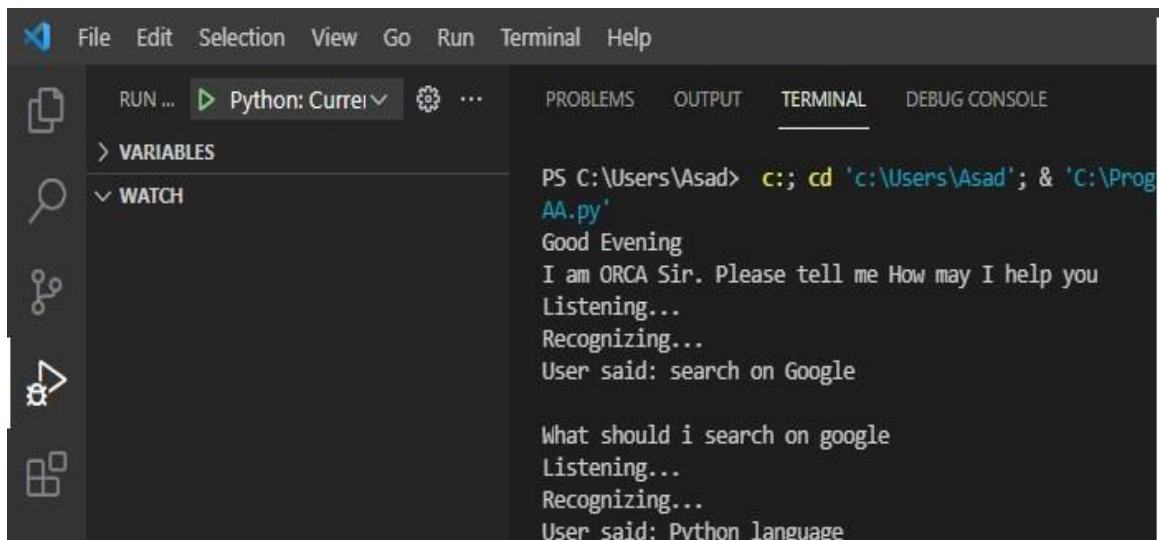 File Edit Selection View Go Run Terminal Help
RUN ... Python: Curre
VARIABLES
WATCH
PROBLEMS OUTPUT TERMINAL DEBUG CONSOLE
PS C:\Users\Asad> c:; cd 'c:\Users\Asad'; & 'C:\Prog
AA.py'
Good Evening
I am ORCA Sir. Please tell me How may I help you
Listening...
Recognizing...
User said: search on Google
What should i search on google
Listening...
Recognizing...
User said: Python language